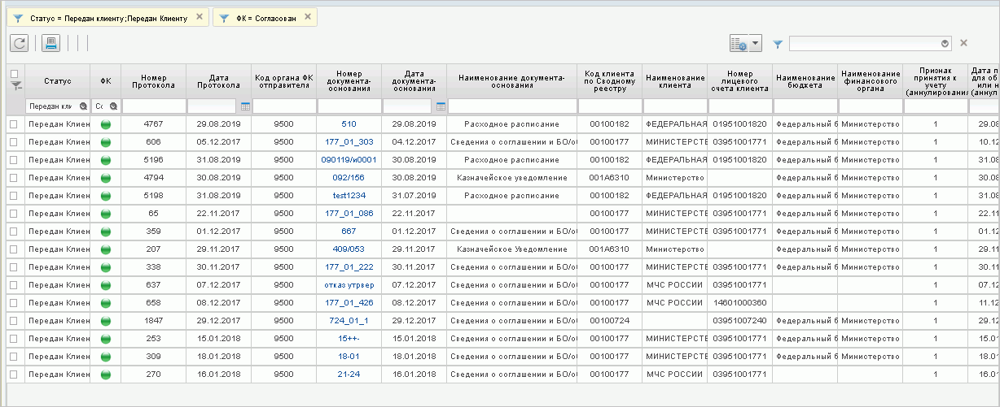 Статус = Передан клиенту;Передан Клиенту ФК = Согласован
Статус ФК Номер Протокола Дата Протокола Код органа ФК отправителя Номер документа-основания Дата документа-основания Наименование документа-основания Код клиента по Сводному реестру Наименование клиента Номер лицевого счета клиента Наименование бюджета Наименование финансового органа Признак принятия к учету (аннулирования Дата п для об или н (аннул
Передан кли Сс
Передан Клиен 4767 29.08.2019 9500 510 29.08.2019 Расходное расписание 00100182 ФЕДЕРАЛЬНАЯ 01951001820 Федеральный б Министерство 1 29.08
Передан Клиен 606 05.12.2017 9500 177_01_303 04.12.2017 Сведения о соглашении и БО/об 00100177 МИНИСТЕРСТЕ 03951001771 Федеральный б Министерство 1 10.12
Передан Клиен 5196 31.08.2019 9500 090119/и0001 30.08.2019 Расходное расписание 00100182 ФЕДЕРАЛЬНАЯ 01951001820 Федеральный б Министерство 1 31.08
Передан Клиен 4794 30.08.2019 9500 092/156 30.08.2019 Казначейское уведомление 001А6310 Министерство Федеральный б Министерство 1 30.08
Передан Клиен 5198 31.08.2019 9500 test1234 31.07.2019 Расходное расписание 00100182 ФЕДЕРАЛЬНАЯ 01951001820 Федеральный б Министерство 1 31.08
Передан Клиен 65 22.11.2017 9500 177_01_086 22.11.2017 00100177 МИНИСТЕРСТЕ 03951001771 Федеральный б Министерство 1 22.11
Передан Клиен 359 01.12.2017 9500 667 01.12.2017 Сведения о соглашении и БО/об 00100177 МИНИСТЕРСТЕ 03951001771 Федеральный б Министерство 1 01.12
Передан Клиен 207 29.11.2017 9500 409/053 29.11.2017 Казначейское Уведомление 001А6310 Министерство Федеральный б Министерство 1 29.11
Передан Клиен 338 30.11.2017 9500 177_01_222 30.11.2017 Сведения о соглашении и БО/об 00100177 МИНИСТЕРСТЕ 03951001771 Федеральный б Министерство 1 30.11
Передан Клиен 637 07.12.2017 9500 отказ утрвер 07.12.2017 Сведения о соглашении и БО/об 00100177 МЧС РОССИИ 03951001771 1 07.12
Передан Клиен 658 08.12.2017 9500 177_01_426 08.12.2017 Сведения о соглашении и БО/об 00100177 МЧС РОССИИ 14601000360 1 11.12
Передан Клиен 1847 29.12.2017 9500 724_01_1 29.12.2017 Сведения о соглашении и БО/об 00100724 03951007240 Федеральный б Министерство 1 29.12
Передан Клиен 253 15.01.2018 9500 15++- 15.01.2018 Сведения о соглашении и БО/об 00100177 МИНИСТЕРСТЕ 03951001771 Федеральный б Министерство 1 15.01
Передан Клиен 309 18.01.2018 9500 18-01 18.01.2018 Сведения о соглашении и БО/об 00100177 МИНИСТЕРСТЕ 03951001771 Федеральный б Министерство 1 18.01
Передан Клиен 270 16.01.2018 9500 21-24 16.01.2018 Сведения о соглашении и БО/об 00100177 МЧС РОССИИ 03951001771 1 16.01